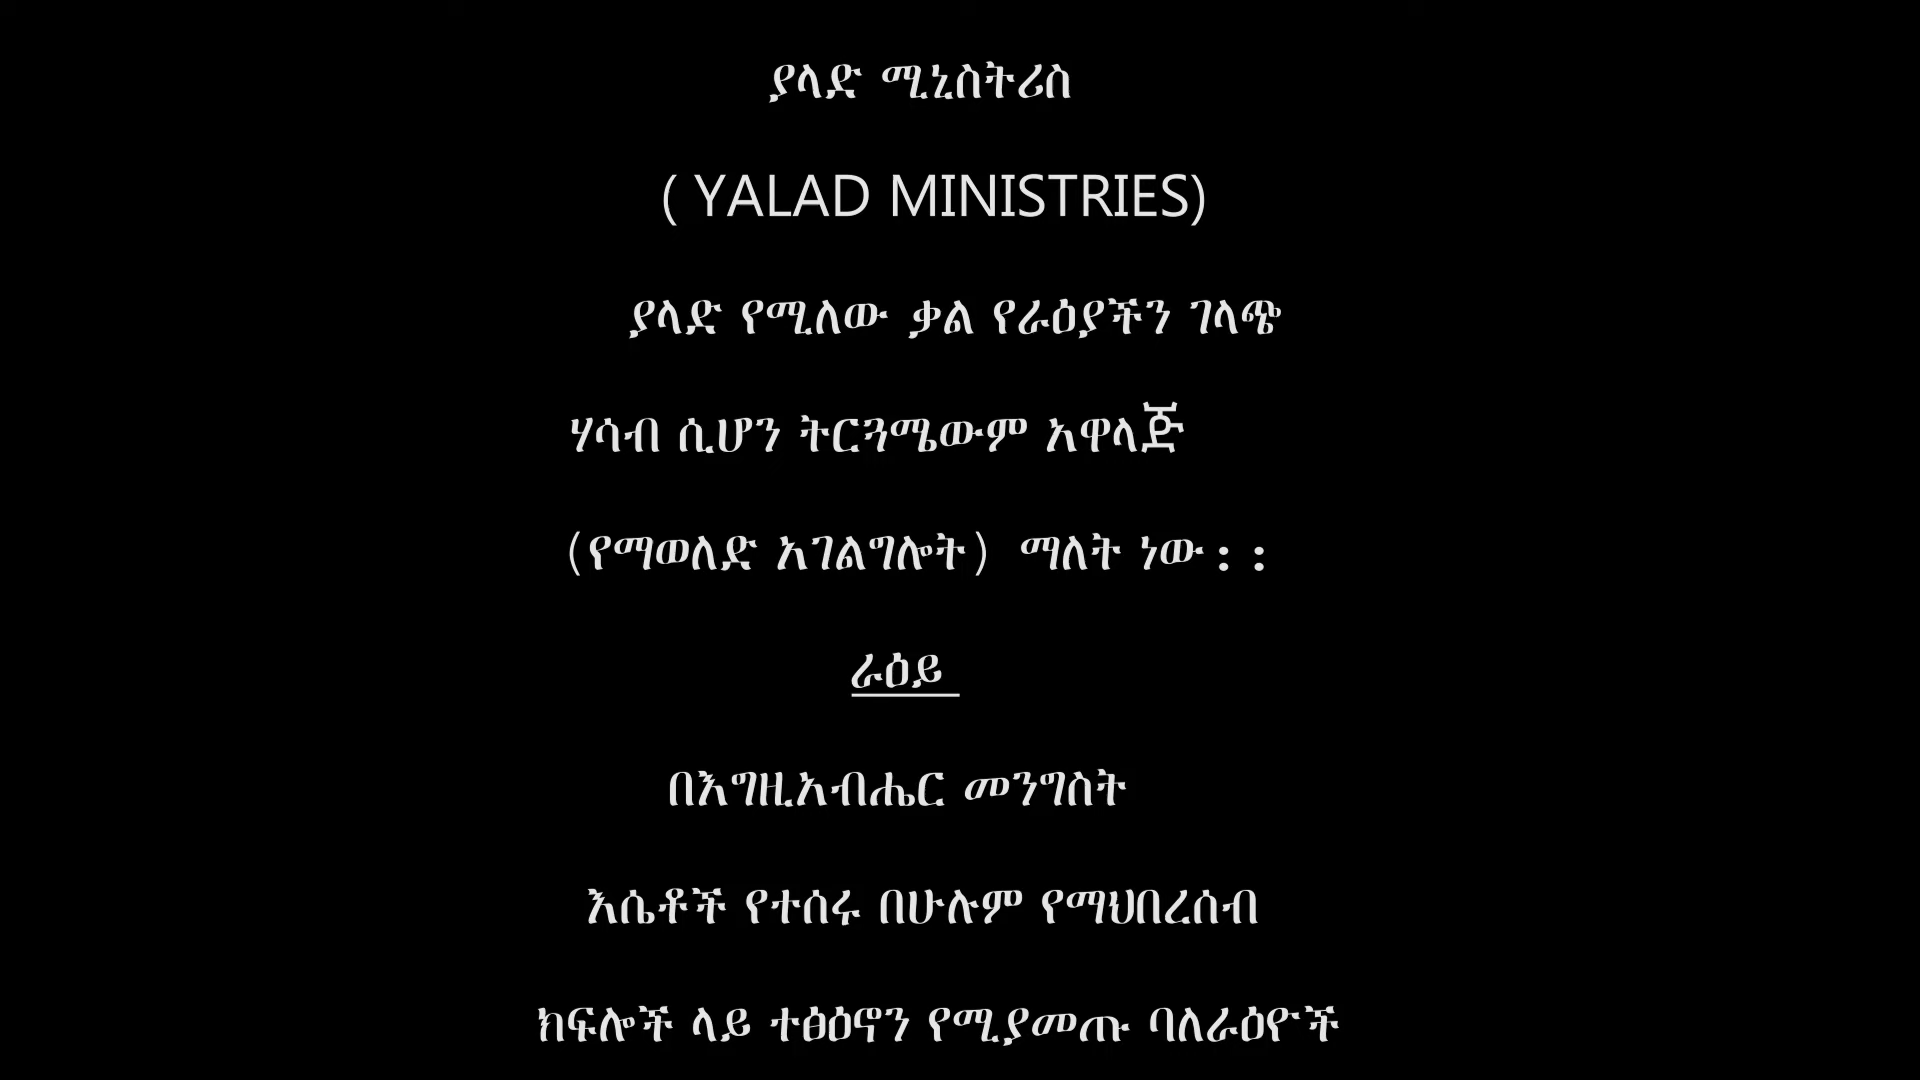 ያላድ ሚኒስትሪስ
( YALAD MINISTRIES)
ያላድ የሚለው ቃል የራዕያችን ገላጭ
ሃሳብ ሲሆን ትርጓሜውም አዋላጅ
(የማወለድ አገልግሎት) ማለት ነው፡፡
ራዕይ
በእግዚአብሔር መንግስት
እሴቶች የተሰሩ በሁሉም የማህበረሰብ
ክፍሎች ላይ ተፅዕኖን የሚያመጡ ባለራዕዮች